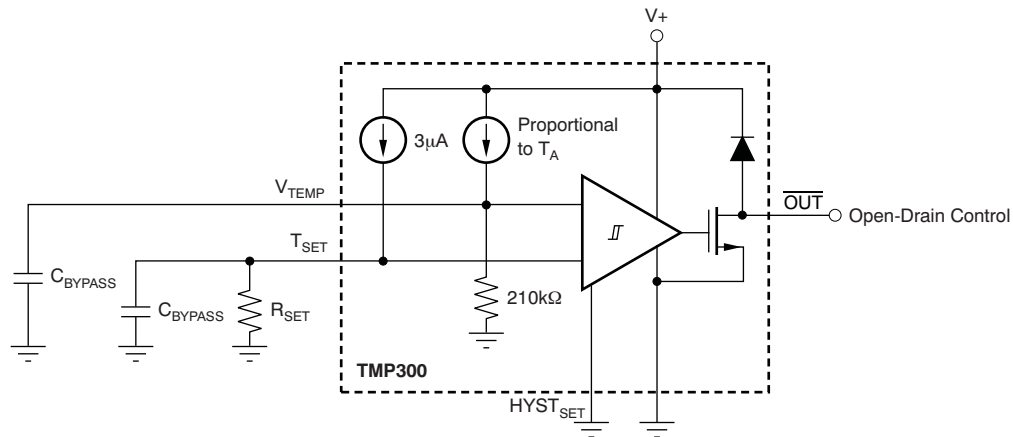 V+
3μA
Proportional
to TA
VTEMP
OUT
Open-Drain Control
TSET
CBYPASS
CBYPASS
RSET
210kΩ
TMP300
HYSTSET